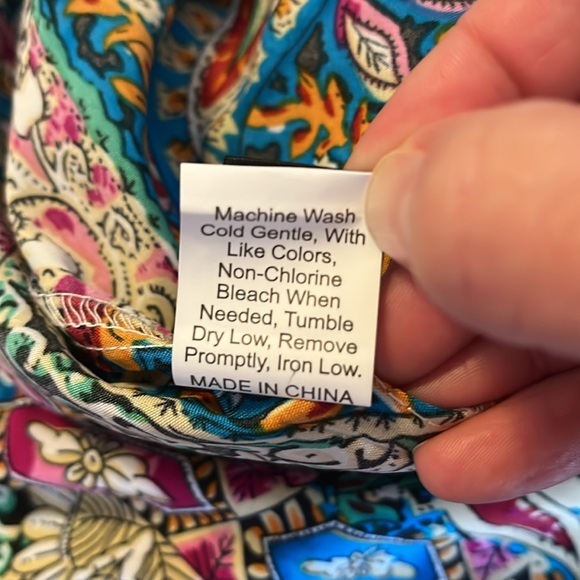 Machine Wash
Cold Gentle, With
Like Colors,
Non-Chlorine
Bleach When
Needed, Tumble
Dry Low, Remove
Promptly, Iron Low.
MADE IN CHINA